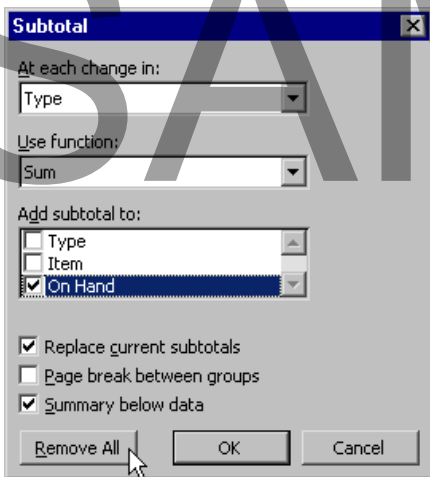 Subtotal
At each change in:
Type
Use function:
Sum
Add subtotal to:
Type
Item
On Hand
Replace current subtotals
Page break between groups
Summary below data
Remove All OK Cancel